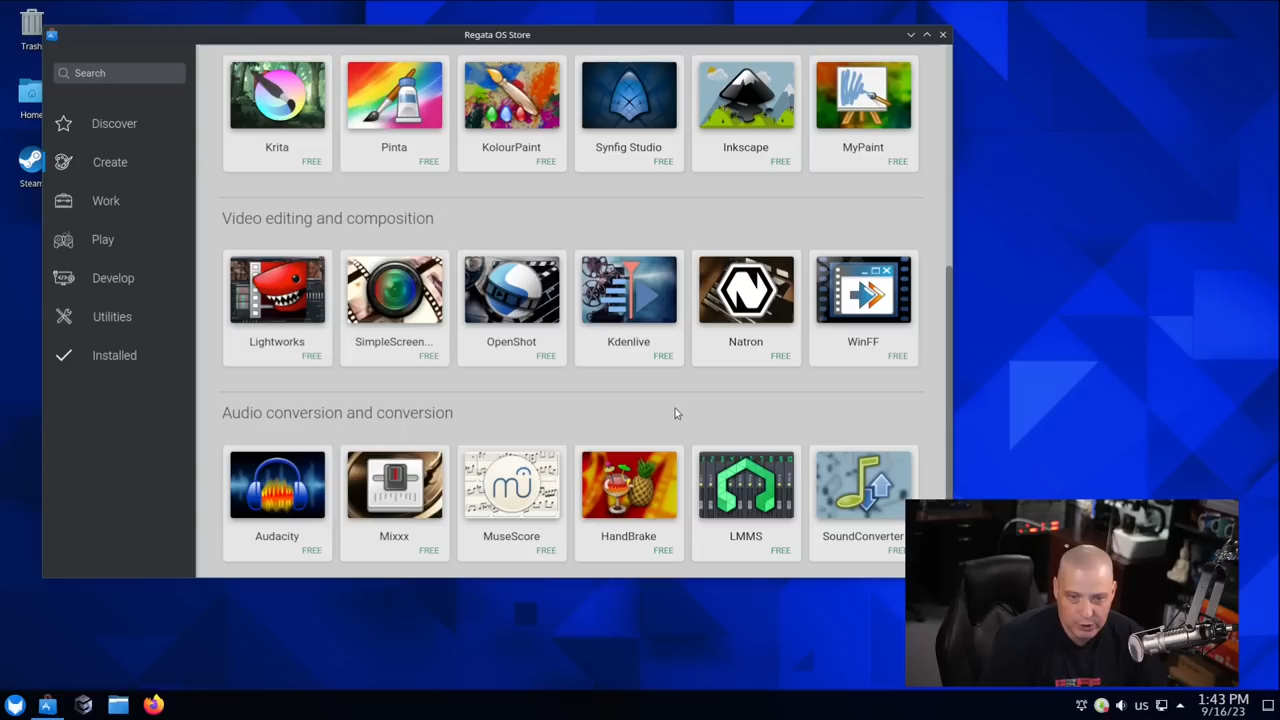 Regata OS Store
Trash
Home
Steam
Search
Discover
Create
Work
Play
Develop
Utilities
Installed
Krita
FREE
Pinta
FREE
KolourPaint
FREE
Synfig Studio
FREE
Inkscape
FREE
MyPaint
FREE
Video editing and composition
Lightworks
FREE
SimpleScreen...
FREE
OpenShot
FREE
Kdenlive
FREE
Natron
FREE
WinFF
FREE
Audio conversion and conversion
Audacity
FREE
Mixxx
FREE
MuseScore
FREE
HandBrake
FREE
LMMS
FREE
SoundConverter
FREE
us
1:43 PM
9/16/23